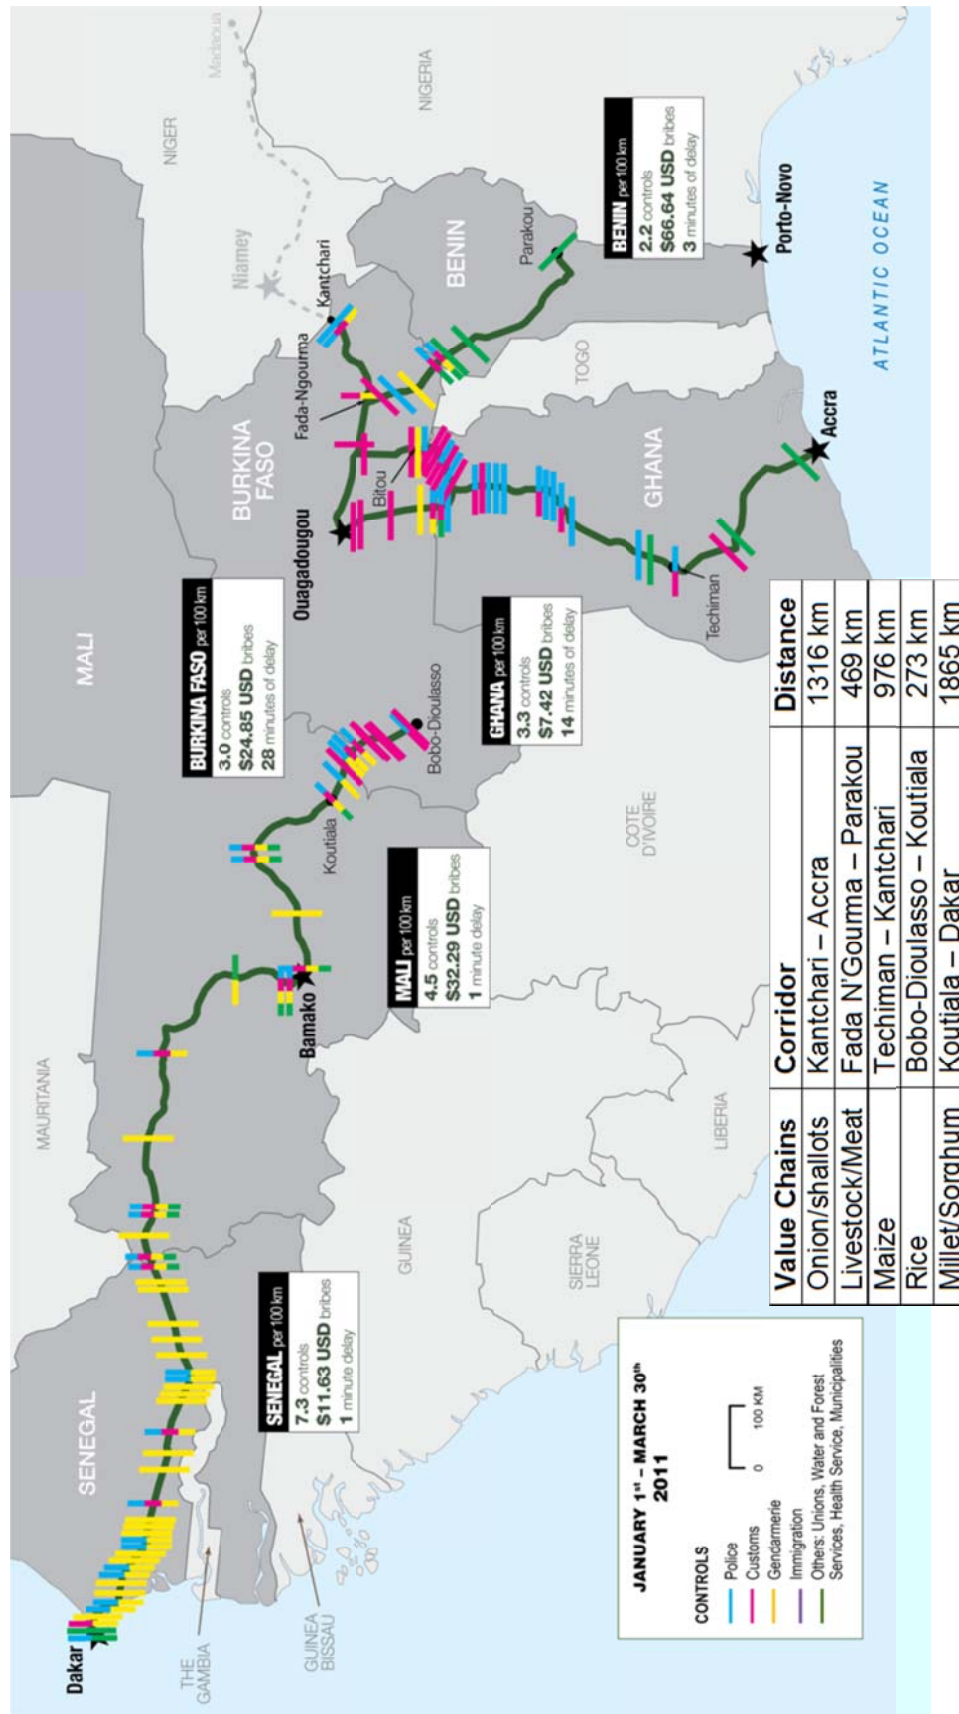 Madaoua
NIGER
NIGERIA
Niamey
Kantchari
Fada-Ngourma
BURKINA
FASO
BENIN
Parakou
BENIN per 100 km
2.2 controls
$66.64 USD bribes
3 minutes of delay
Porto-Novo
TOGO
ATLANTIC OCEAN
Bitou
Ouagadougou
GHANA
Accra
Techiman
MALI
BURKINA FASO per 100 km
3.0 controls
$24.85 USD bribes
28 minutes of delay
GHANA per 100 km
3.3 controls
$7.42 USD bribes
14 minutes of delay
Bobo-Dioulasso
Koutiala
COTE
D'IVOIRE
MALI per 100 km
4.5 controls
$32.29 USD bribes
1 minute delay
Bamako
MAURITANIA
GUINEA
LIBERIA
SIERRA
LEONE
SENEGAL
SENEGAL per 100 km
7.3 controls
$11.63 USD bribes
1 minute delay
Dakar
THE
GAMBIA
GUINEA
BISSAU
JANUARY 1st – MARCH 30th
2011
CONTROLS
Police
Customs
Gendarmerie
Immigration
Others: Unions, Water and Forest
Services, Health Service, Municipalities
0 100 KM
Value Chains Corridor Distance
Onion/shallots Kantchari – Accra 1316 km
Livestock/Meat Fada N'Gourma – Parakou 469 km
Maize Techiman – Kantchari 976 km
Rice Bobo-Dioulasso – Koutiala 273 km
Millet/Sorghum Koutiala – Dakar 1865 km